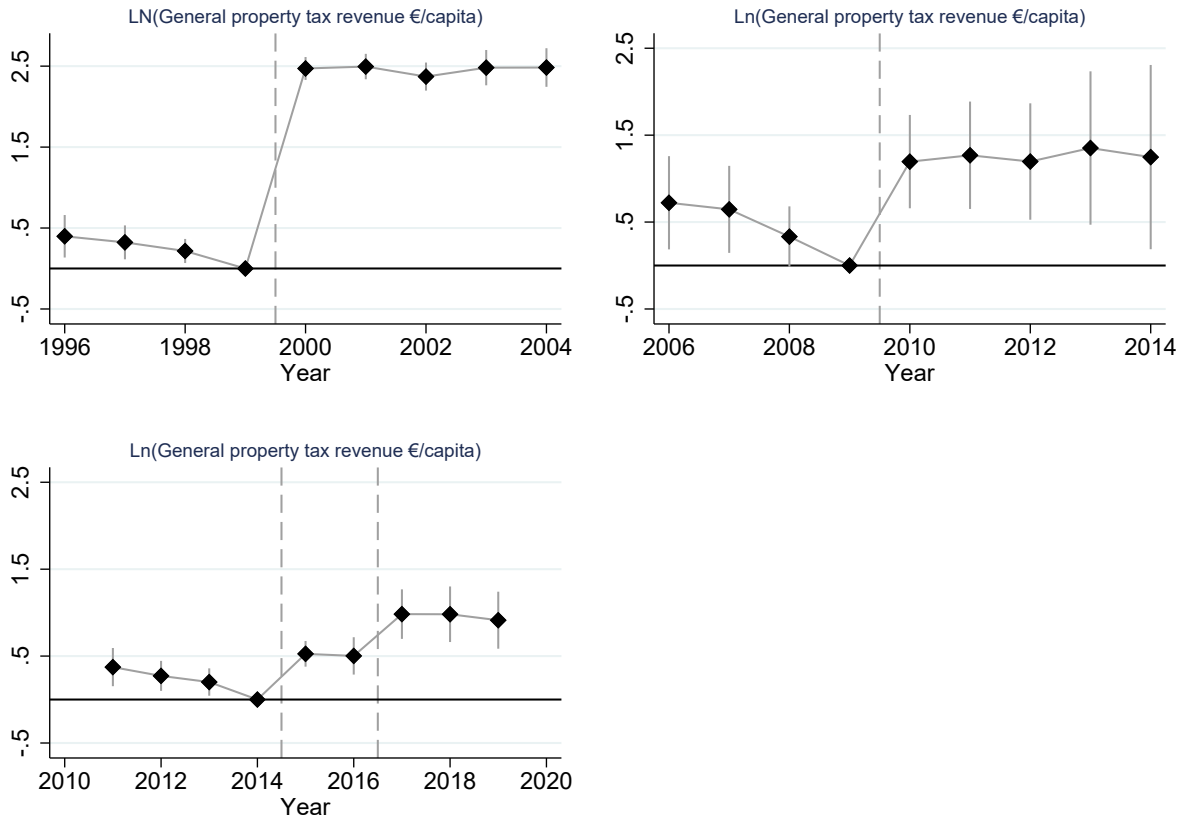 LN(General property tax revenue €/capita)
2.5
1.5
.5
-.5
1996 1998 2000 2002 2004
Year
Ln(General property tax revenue €/capita)
2.5
1.5
.5
-.5
2006 2008 2010 2012 2014
Year
Ln(General property tax revenue €/capita)
2.5
1.5
.5
-.5
2010 2012 2014 2016 2018 2020
Year